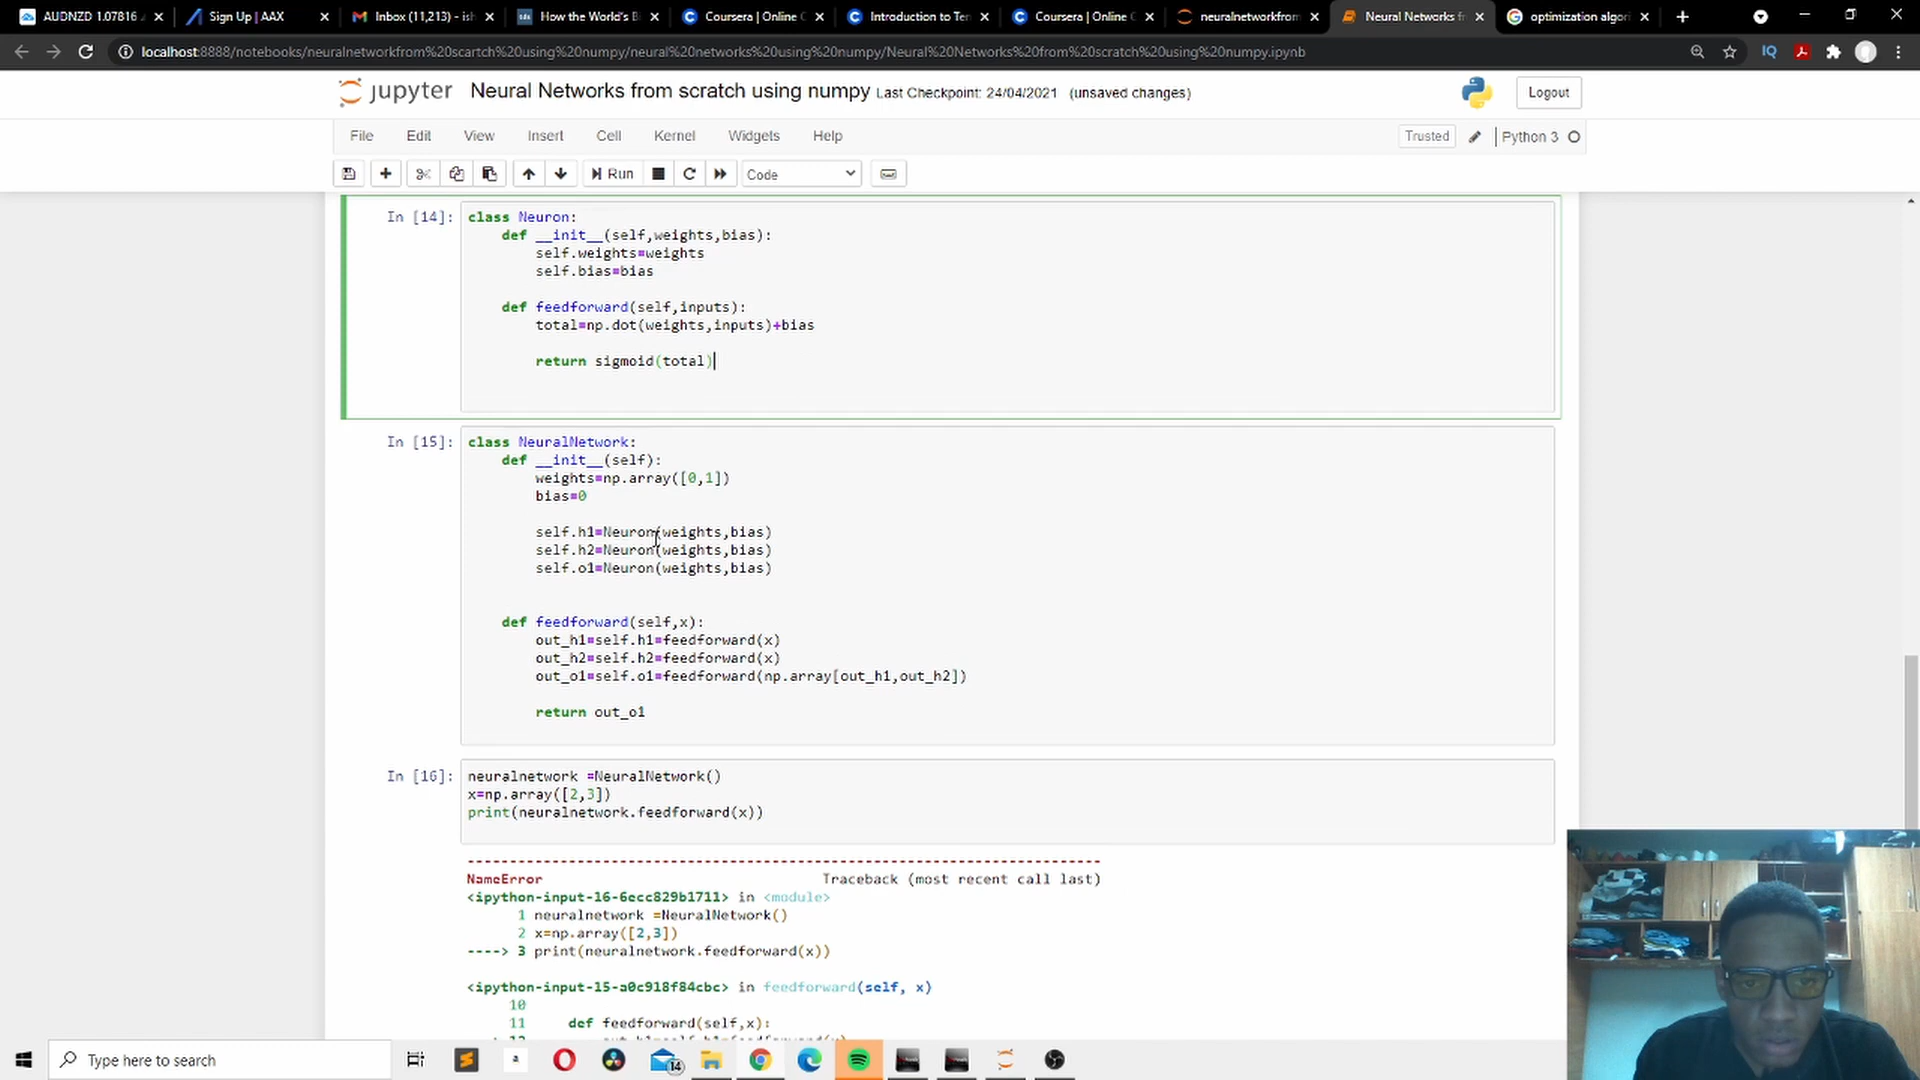 AUDNZD 1.07816
Sign Up | AAX
Inbox (11,213) - is
How the World's B
Coursera | Online C
Introduction to Ten
Coursera | Online C
neuralnetworkfrom
Neural Networks fr
optimization algori
localhost:8888/notebooks/neuralnetworkfrom%20scartch%20using%20numpy/neural%20networks%20using%20numpy/Neural%20Networks%20from%20scratch%20using%20numpy.ipynb
IQ
jupyter Neural Networks from scratch using numpy Last Checkpoint: 24/04/2021 (unsaved changes)
Logout
File Edit View Insert Cell Kernel Widgets Help
Trusted
Python 3
Run
Code
In [14]:
class Neuron:
def __init__(self,weights,bias):
self.weights=weights
self.bias=bias
def feedforward(self,inputs):
total=np.dot(weights,inputs)+bias
return sigmoid(total)
In [15]:
class NeuralNetwork:
def __init__(self):
weights=np.array([0,1])
bias=0
self.h1=Neuron(weights,bias)
self.h2=Neuron(weights,bias)
self.o1=Neuron(weights,bias)
def feedforward(self,x):
out_h1=self.h1=feedforward(x)
out_h2=self.h2=feedforward(x)
out_o1=self.o1=feedforward(np.array[out_h1,out_h2])
return out_o1
In [16]:
neuralnetwork =NeuralNetwork()
x=np.array([2,3])
print(neuralnetwork.feedforward(x))
---------------------------------------------------------------------------
NameError Traceback (most recent call last)
<ipython-input-16-6ecc829b1711> in <module>
1 neuralnetwork =NeuralNetwork()
2 x=np.array([2,3])
----> 3 print(neuralnetwork.feedforward(x))
<ipython-input-15-a0c918f84cbc> in feedforward(self, x)
10
11 def feedforward(self,x):
Type here to search
a
14